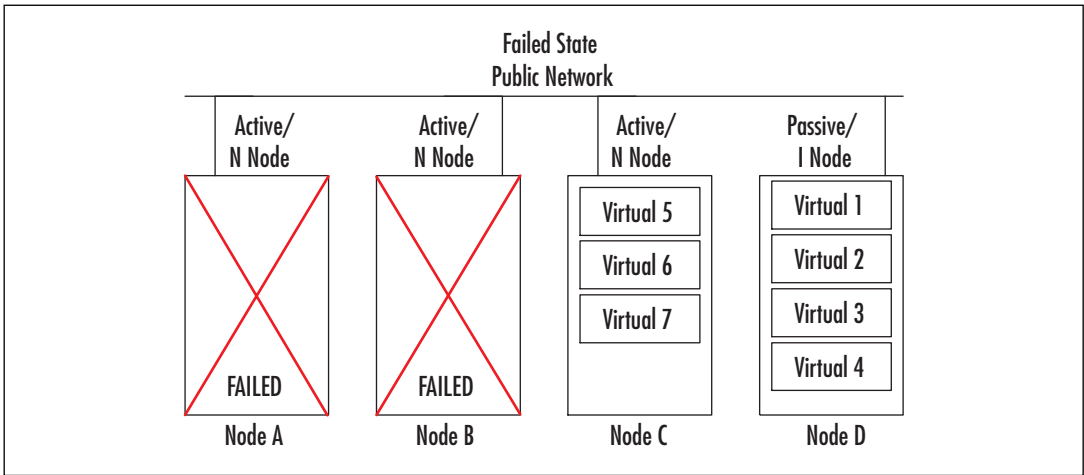 Failed State
Public Network
Active/
N Node
Active/
N Node
Active/
N Node
Passive/
I Node
Virtual 5
Virtual 6
Virtual 7
Virtual 1
Virtual 2
Virtual 3
Virtual 4
FAILED
FAILED
Node A
Node B
Node C
Node D